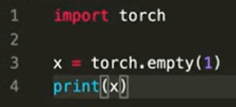 1 import torch
2
3 x = torch.empty(1)
4 print(x)